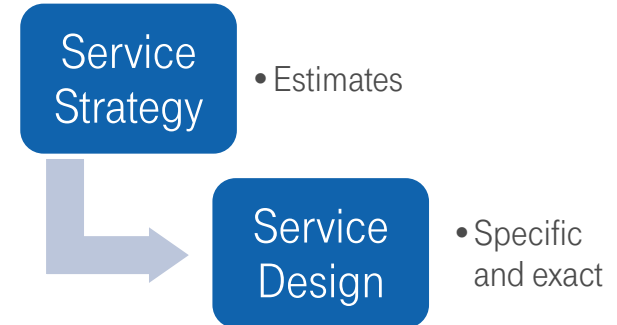 Service
Strategy
• Estimates
Service
Design
• Specific
and exact